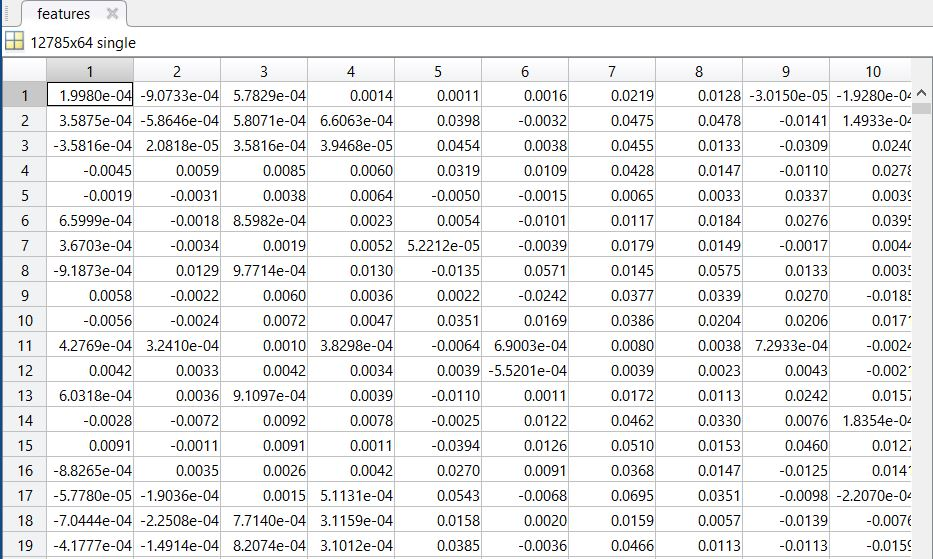 features
12785x64 single
1 2 3 4 5 6 7 8 9 10
1 1.9980e-04 -9.0733e-04 5.7829e-04 0.0014 0.0011 0.0016 0.0219 0.0128 -3.0150e-05 -1.9280e-04
2 3.5875e-04 -5.8646e-04 5.8071e-04 6.6063e-04 0.0398 -0.0032 0.0475 0.0478 -0.0141 1.4933e-04
3 -3.5816e-04 2.0818e-05 3.5816e-04 3.9468e-05 0.0454 0.0038 0.0455 0.0133 -0.0309 0.0240
4 -0.0045 0.0059 0.0085 0.0060 0.0319 0.0109 0.0428 0.0147 -0.0110 0.0278
5 -0.0019 -0.0031 0.0038 0.0064 -0.0050 -0.0015 0.0065 0.0033 0.0337 0.0039
6 6.5999e-04 -0.0018 8.5982e-04 0.0023 0.0054 -0.0101 0.0117 0.0184 0.0276 0.0395
7 3.6703e-04 -0.0034 0.0019 0.0052 5.2212e-05 -0.0039 0.0179 0.0149 -0.0017 0.0044
8 -9.1873e-04 0.0129 9.7714e-04 0.0130 -0.0135 0.0571 0.0145 0.0575 0.0133 0.0035
9 0.0058 -0.0022 0.0060 0.0036 0.0022 -0.0242 0.0377 0.0339 0.0270 -0.0185
10 -0.0056 -0.0024 0.0072 0.0047 0.0351 0.0169 0.0386 0.0204 0.0206 0.0171
11 4.2769e-04 3.2410e-04 0.0010 3.8298e-04 -0.0064 6.9003e-04 0.0080 0.0038 7.2933e-04 -0.0024
12 0.0042 0.0033 0.0042 0.0034 0.0039 -5.5201e-04 0.0039 0.0023 0.0043 -0.0021
13 6.0318e-04 0.0036 9.1097e-04 0.0039 -0.0110 0.0011 0.0172 0.0113 0.0242 0.0157
14 -0.0028 -0.0072 0.0092 0.0078 -0.0025 0.0122 0.0462 0.0330 0.0076 1.8354e-04
15 0.0091 -0.0011 0.0091 0.0011 -0.0394 0.0126 0.0510 0.0153 0.0460 0.0127
16 -8.8265e-04 0.0035 0.0026 0.0042 0.0270 0.0091 0.0368 0.0147 -0.0125 0.0141
17 -5.7780e-05 -1.9036e-04 0.0015 5.1131e-04 0.0543 -0.0068 0.0695 0.0351 -0.0098 -2.2070e-04
18 -7.0444e-04 -2.2508e-04 7.7140e-04 3.1159e-04 0.0158 0.0020 0.0159 0.0057 -0.0139 -0.0076
19 -4.1777e-04 -1.4914e-04 8.2074e-04 3.1012e-04 0.0385 -0.0036 0.0466 0.0113 -0.0113 -0.0159